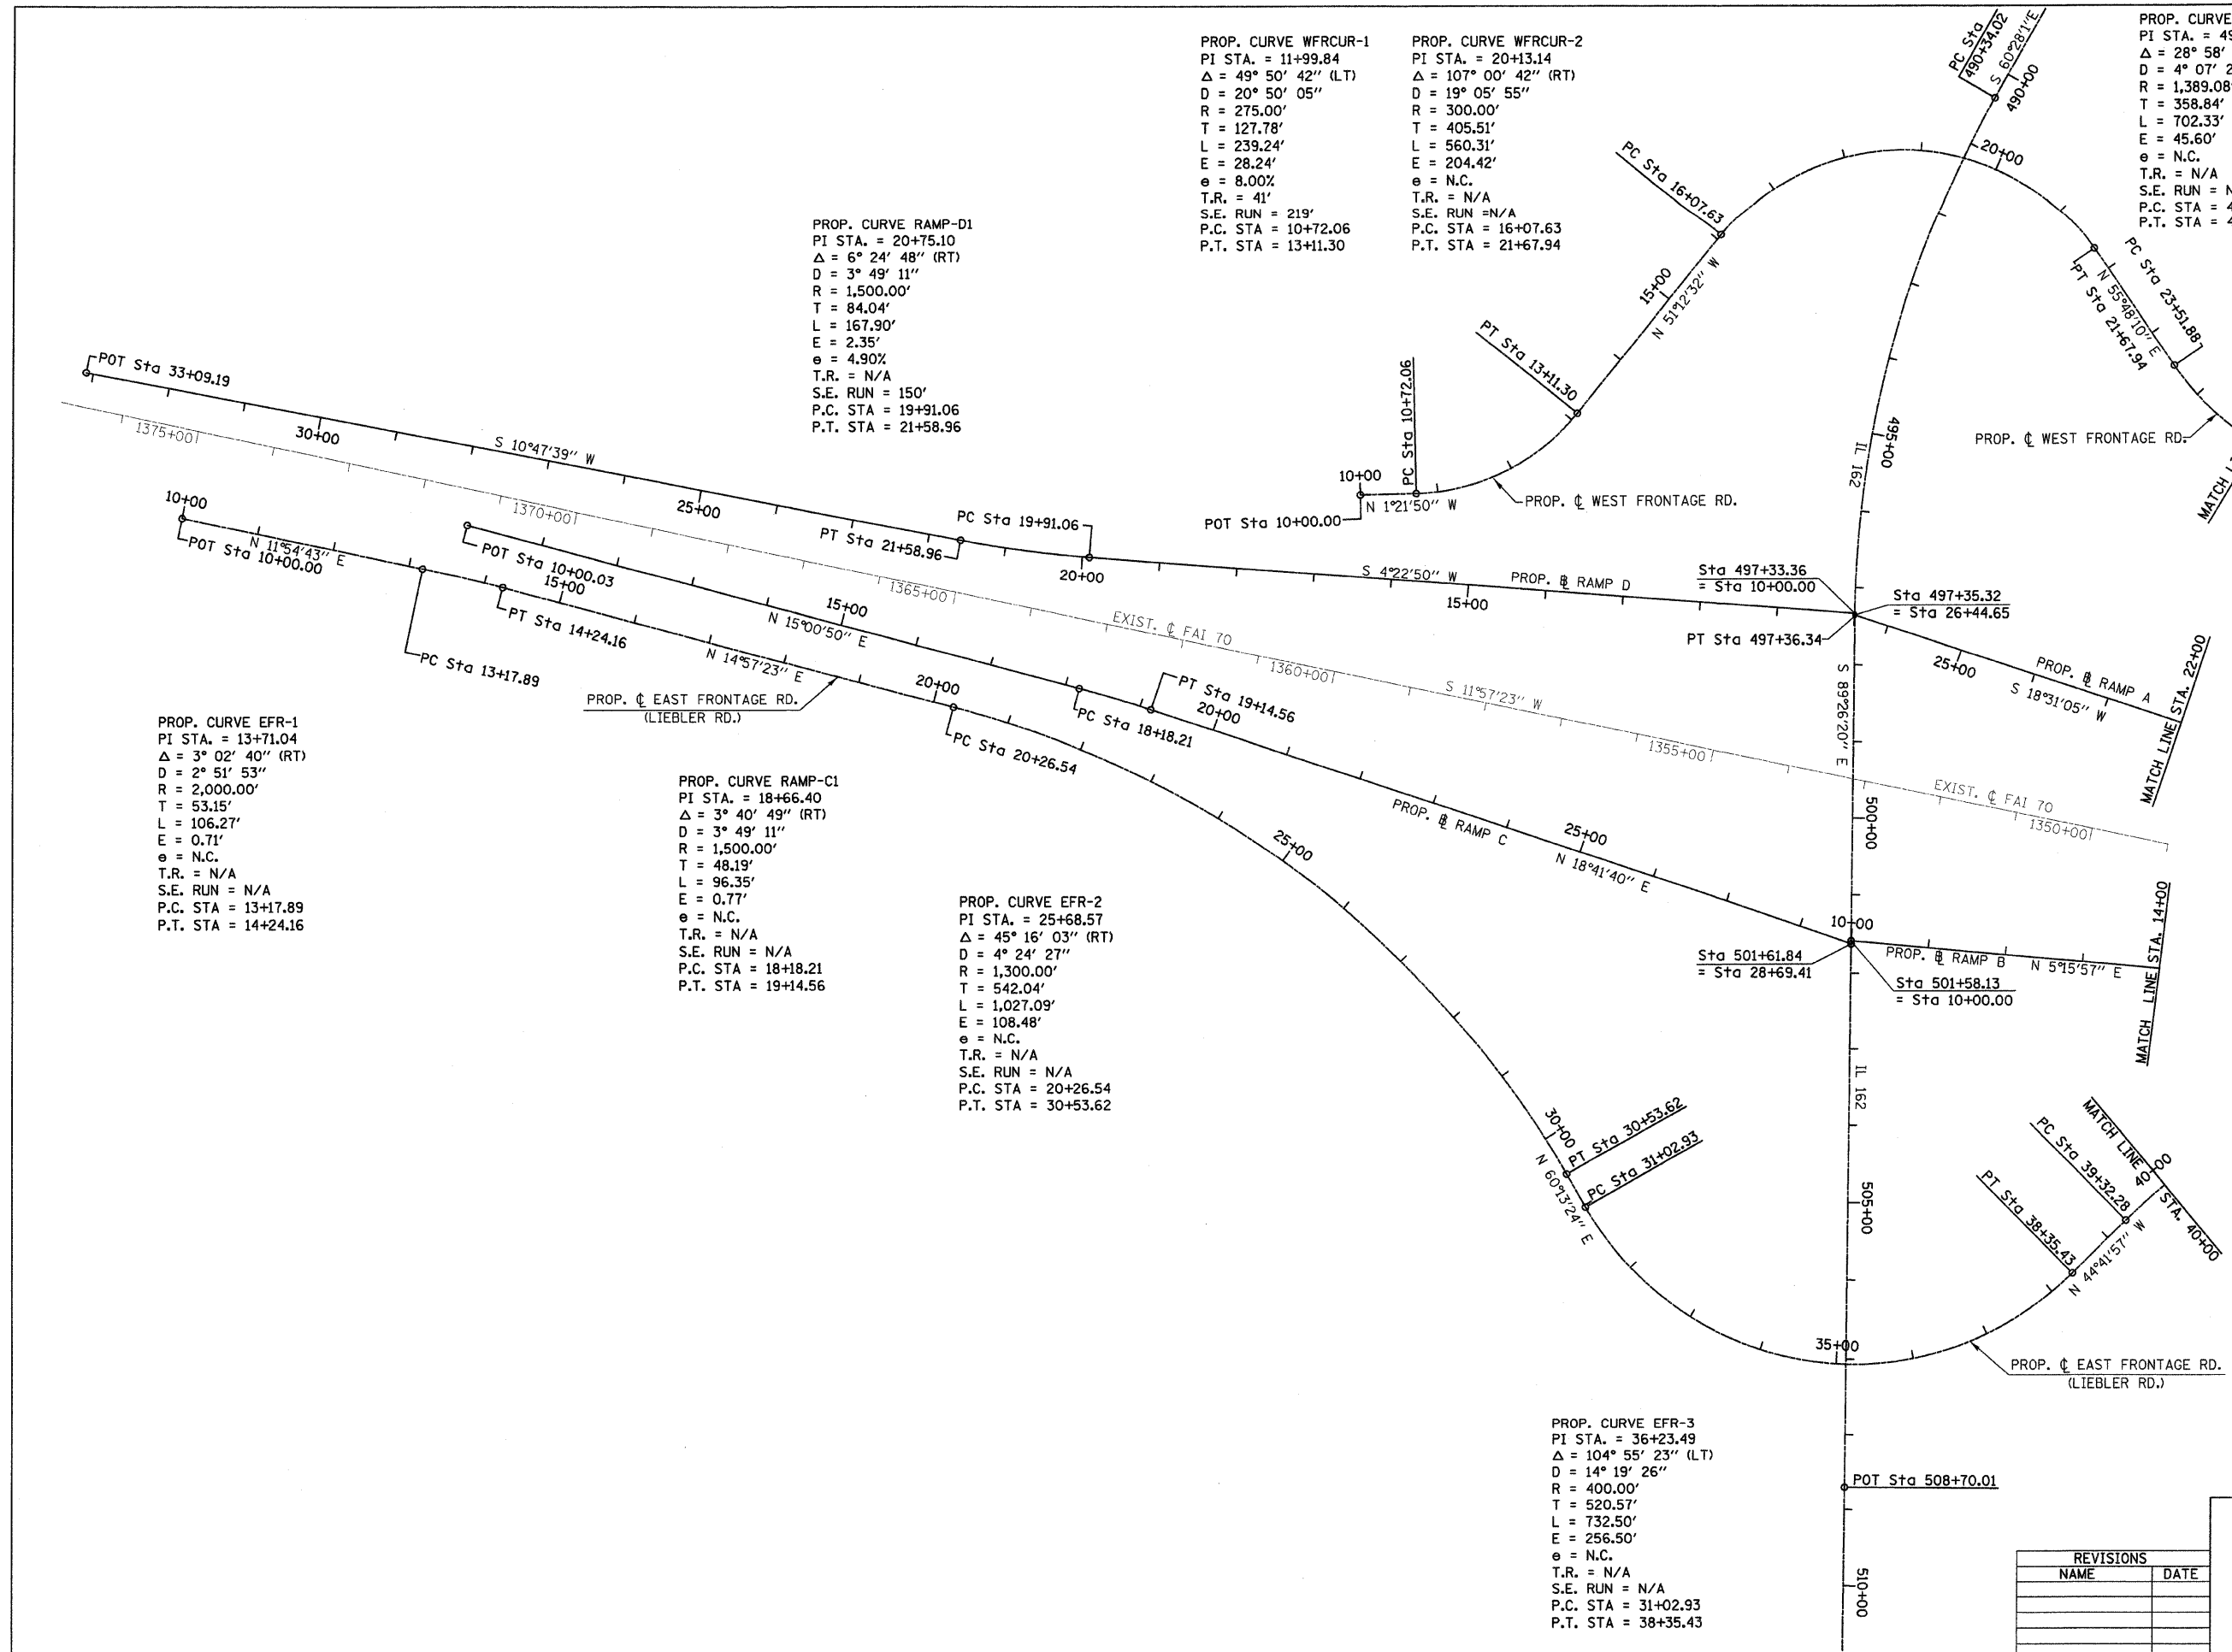 PROP. CURVE WFRCUR-1
PI STA. = 11+99.84
Δ = 49° 50' 42" (LT)
D = 20° 50' 05"
R = 275.00'
T = 127.78'
L = 239.24'
E = 28.24'
e = 8.00%
T.R. = 41'
S.E. RUN = 219'
P.C. STA = 10+72.06
P.T. STA = 13+11.30
PROP. CURVE WFRCUR-2
PI STA. = 20+13.14
Δ = 107° 00' 42" (RT)
D = 19° 05' 55"
R = 300.00'
T = 405.51'
L = 560.31'
E = 204.42'
e = N.C.
T.R. = N/A
S.E. RUN =N/A
P.C. STA = 16+07.63
P.T. STA = 21+67.94
PC Sta
490+34.02
S 60°28'1" E
490+00
PROP. CURVE
PI STA. = 49
Δ = 28° 58'
D = 4° 07' 2
R = 1,389.08
T = 358.84'
L = 702.33'
E = 45.60'
e = N.C.
T.R. = N/A
S.E. RUN = N
P.C. STA = 4
P.T. STA = 4
PROP. CURVE RAMP-D1
PI STA. = 20+75.10
Δ = 6° 24' 48" (RT)
D = 3° 49' 11"
R = 1,500.00'
T = 84.04'
L = 167.90'
E = 2.35'
e = 4.90%
T.R. = N/A
S.E. RUN = 150'
P.C. STA = 19+91.06
P.T. STA = 21+58.96
PC Sta 16+07.63
20+00
15+00
N 51°12'32" W
PT Sta 13+11.30
PC Sta 23+51.88
N 55°48'10" E
PT Sta 21+67.94
PROP. ℄ WEST FRONTAGE RD.
MATCH L
PC Sta 10+72.06
10+00
N 1°21'50" W
POT Sta 10+00.00
PROP. ℄ WEST FRONTAGE RD.
495+00
IL 162
POT Sta 33+09.19
1375+00
30+00
S 10°47'39" W
25+00
1370+00
PT Sta 21+58.96
PC Sta 19+91.06
20+00
S 4°22'50" W
15+00
PROP. ℄ RAMP D
Sta 497+33.36
= Sta 10+00.00
Sta 497+35.32
= Sta 26+44.65
PT Sta 497+36.34
25+00
PROP. ℄ RAMP A
S 18°31'05" W
MATCH LINE STA. 22+00
10+00
POT Sta 10+00.00
N 11°54'43" E
POT Sta 10+00.03
15+00
PT Sta 14+24.16
PC Sta 13+17.89
15+00
N 15°00'50" E
1365+00
EXIST. ℄ FAI 70
1360+00
S 11°57'23" W
1355+00
EXIST. ℄ FAI 70
1350+00
S 89°26'20" E
500+00
N 14°57'23" E
20+00
PROP. ℄ EAST FRONTAGE RD.
(LIEBLER RD.)
PC Sta 20+26.54
PC Sta 18+18.21
PT Sta 19+14.56
20+00
PROP. ℄ RAMP C
25+00
N 18°41'40" E
25+00
PROP. CURVE EFR-1
PI STA. = 13+71.04
Δ = 3° 02' 40" (RT)
D = 2° 51' 53"
R = 2,000.00'
T = 53.15'
L = 106.27'
E = 0.71'
e = N.C.
T.R. = N/A
S.E. RUN = N/A
P.C. STA = 13+17.89
P.T. STA = 14+24.16
PROP. CURVE RAMP-C1
PI STA. = 18+66.40
Δ = 3° 40' 49" (RT)
D = 3° 49' 11"
R = 1,500.00'
T = 48.19'
L = 96.35'
E = 0.77'
e = N.C.
T.R. = N/A
S.E. RUN = N/A
P.C. STA = 18+18.21
P.T. STA = 19+14.56
PROP. CURVE EFR-2
PI STA. = 25+68.57
Δ = 45° 16' 03" (RT)
D = 4° 24' 27"
R = 1,300.00'
T = 542.04'
L = 1,027.09'
E = 108.48'
e = N.C.
T.R. = N/A
S.E. RUN = N/A
P.C. STA = 20+26.54
P.T. STA = 30+53.62
10+00
Sta 501+61.84
= Sta 28+69.41
PROP. ℄ RAMP B
N 5°15'57" E
Sta 501+58.13
= Sta 10+00.00
MATCH LINE STA. 14+00
IL 162
30+00
PT Sta 30+53.62
PC Sta 31+02.93
N 60°13'24" E
505+00
MATCH LINE STA. 40+00
40+00
PC Sta 39+32.28
PT Sta 38+35.43
N 44°41'57" W
35+00
PROP. ℄ EAST FRONTAGE RD.
(LIEBLER RD.)
PROP. CURVE EFR-3
PI STA. = 36+23.49
Δ = 104° 55' 23" (LT)
D = 14° 19' 26"
R = 400.00'
T = 520.57'
L = 732.50'
E = 256.50'
e = N.C.
T.R. = N/A
S.E. RUN = N/A
P.C. STA = 31+02.93
P.T. STA = 38+35.43
POT Sta 508+70.01
510+00
REVISIONS
NAME DATE